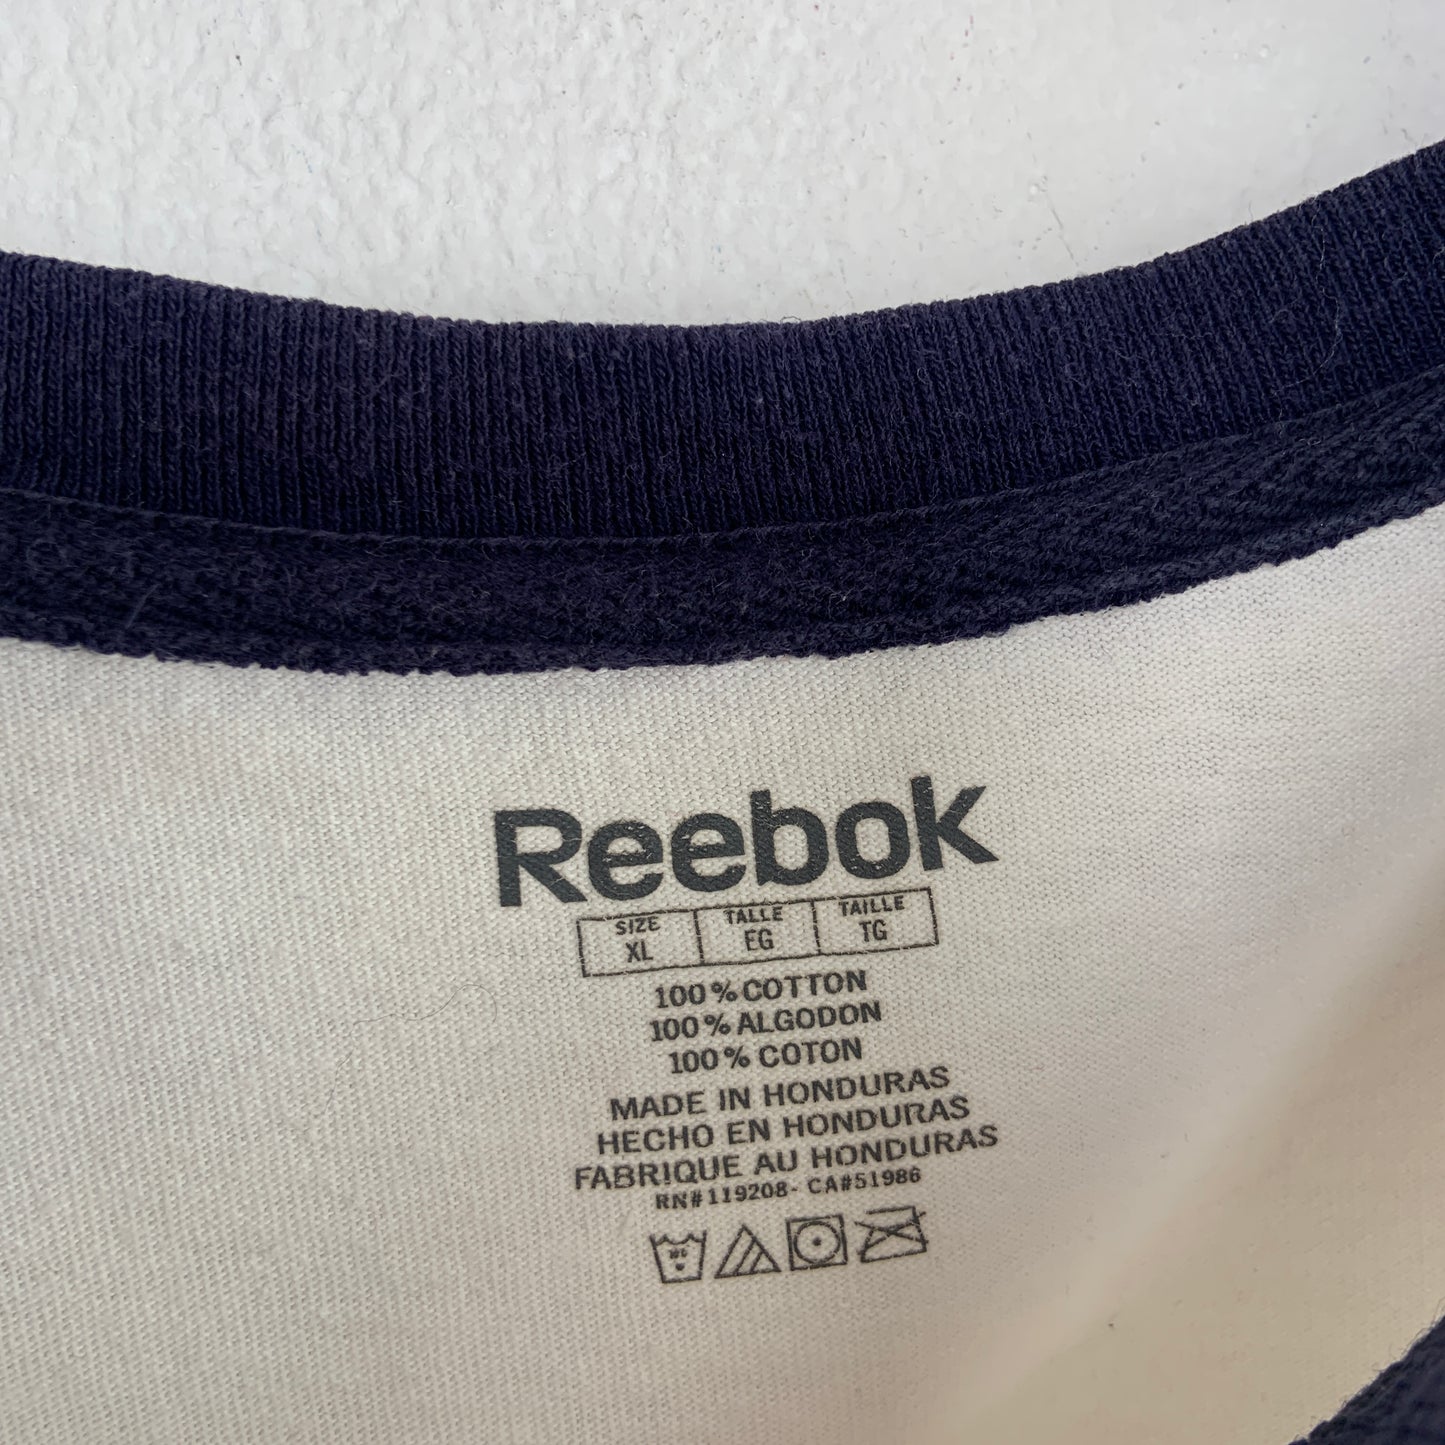 Reebok
SIZE TALLE TAILLE
XL EG TG
100% COTTON
100% ALGODON
100% COTON
MADE IN HONDURAS
HECHO EN HONDURAS
FABRIQUE AU HONDURAS
RN#119208- CA#51986